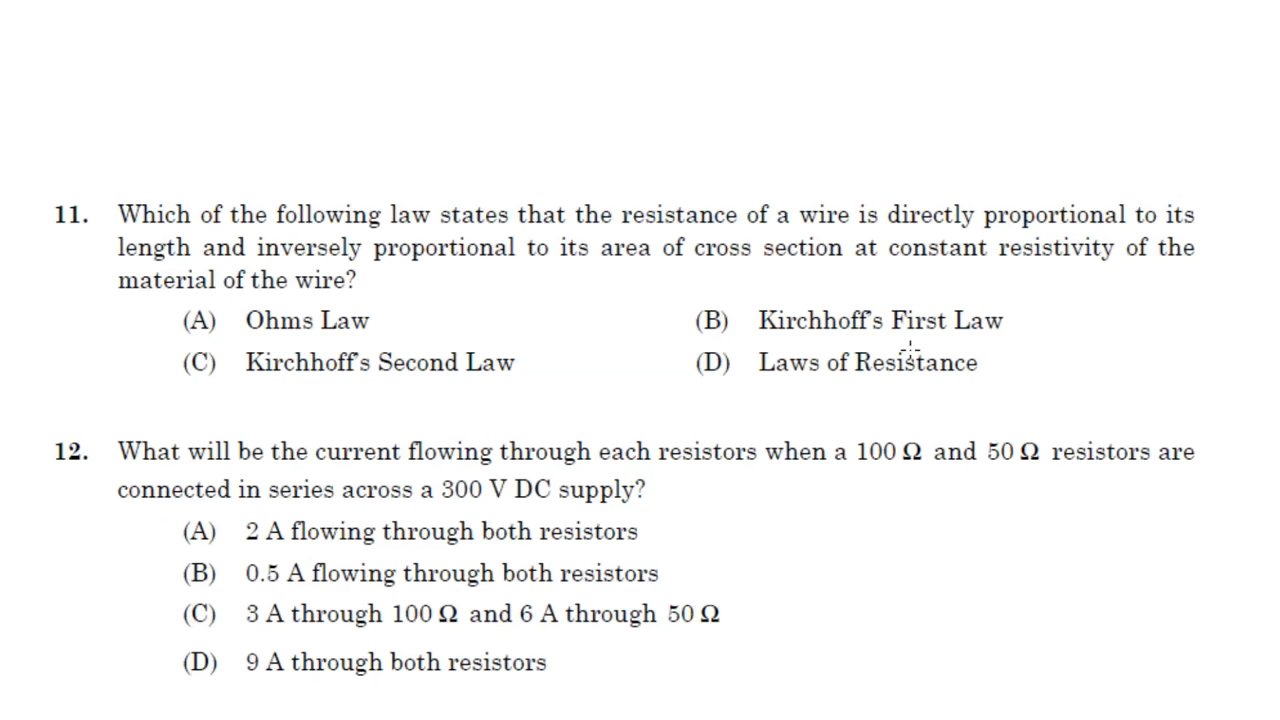 11. Which of the following law states that the resistance of a wire is directly proportional to its
length and inversely proportional to its area of cross section at constant resistivity of the
material of the wire?
(A) Ohms Law (B) Kirchhoff's First Law
(C) Kirchhoff's Second Law (D) Laws of Resistance
12. What will be the current flowing through each resistors when a 100 Ω and 50 Ω resistors are
connected in series across a 300 V DC supply?
(A) 2 A flowing through both resistors
(B) 0.5 A flowing through both resistors
(C) 3 A through 100 Ω and 6 A through 50 Ω
(D) 9 A through both resistors